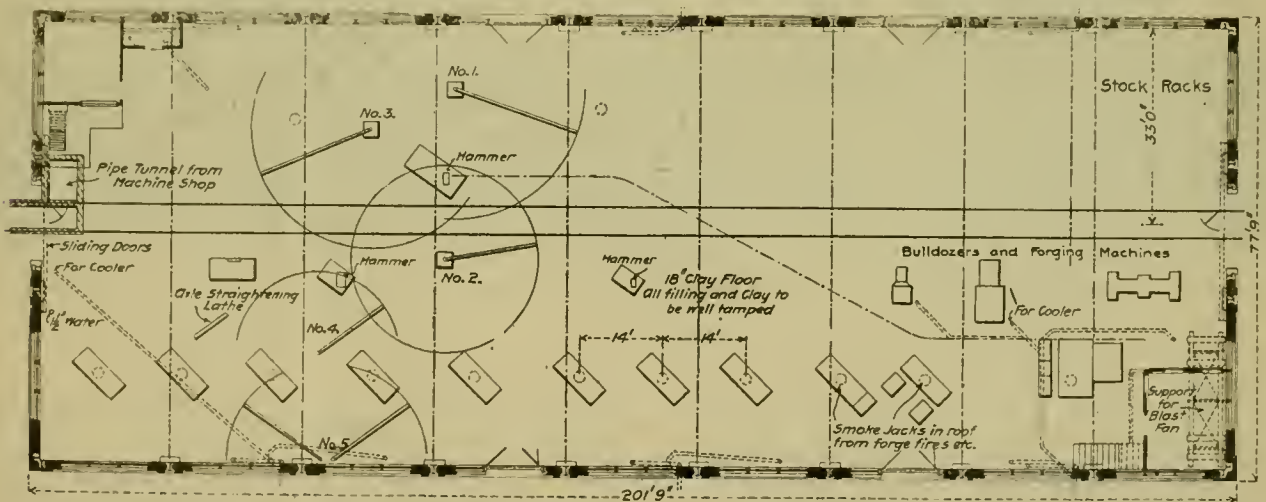 No.1.
Stock Racks
33'0"
No.3.
Hammer
Pipe Tunnel from
Machine Shop
77'9"
Sliding Doors
For Cooler
Hammer
No.2.
Hammer
18" Clay Floor
All filling and Clay to
be well tamped
Bulldozers and Forging Machines
Axle Straightening
Lathe
For Cooler
1½" Water
No.4.
14'
14'
Support
for
Blast
Fan
Smoke Jacks in roof
from forge fires etc.
No.5
201'9"